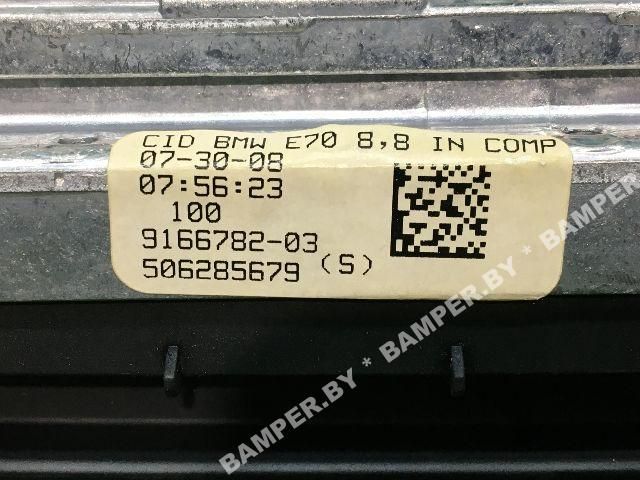 CID BMW E70 8,8 IN COMP
07-30-08
07:56:23
100
9166782-03
506285679 (S)
BAMPER.BY * BAMPER.BY * BAMPER.BY